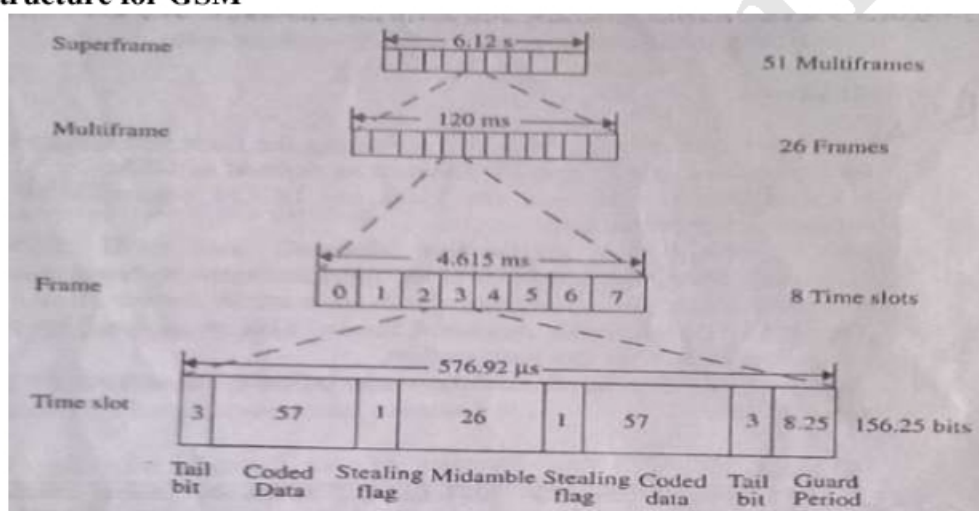 tructure for GSM
Superframe
6.12 s
51 Multiframes
Multiframe
120 ms
26 Frames
4.615 ms
Frame
0 1 2 3 4 5 6 7
8 Time slots
576.92 μs
Time slot
3 57 1 26 1 57 3 8.25 156.25 bits
Tail Coded Stealing Midamble Stealing Coded Tail Guard
bit Data flag flag data bit Period